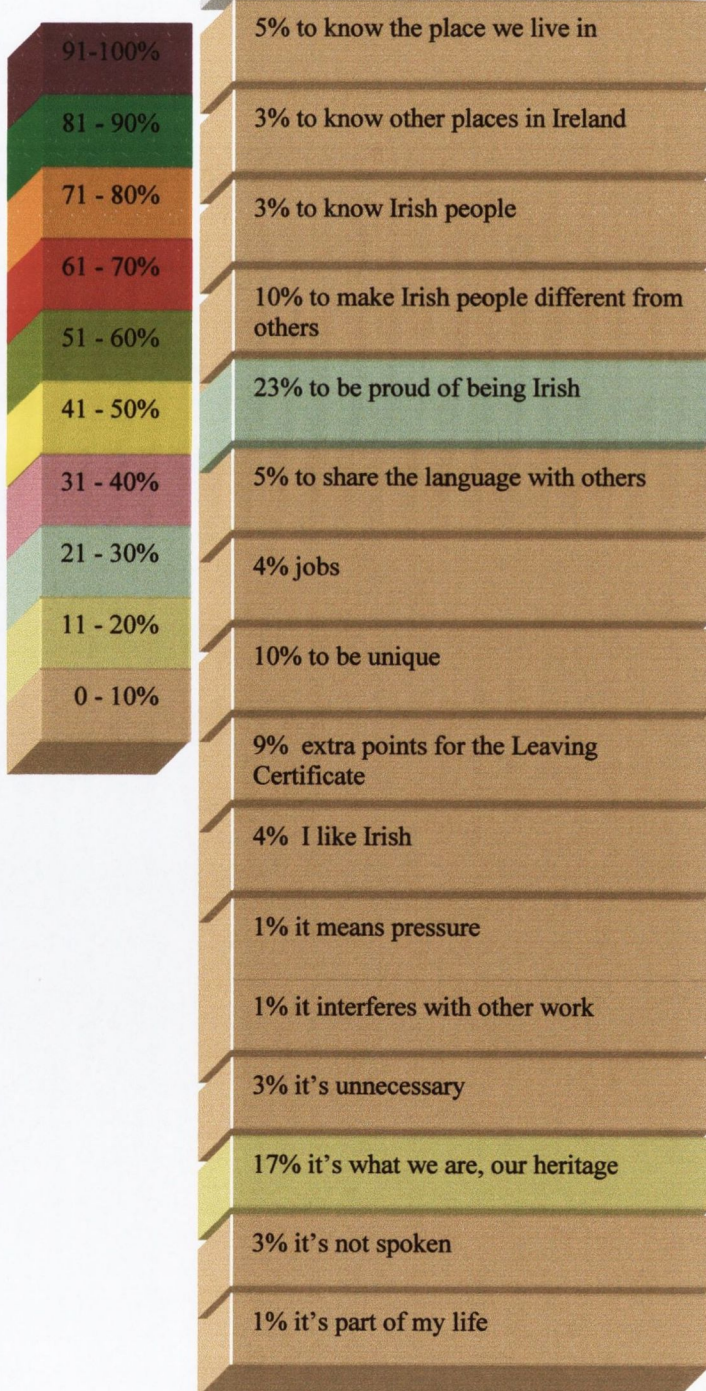 91-100%
81 - 90%
71 - 80%
61 - 70%
51 - 60%
41 - 50%
31 - 40%
21 - 30%
11 - 20%
0 - 10%
5% to know the place we live in
3% to know other places in Ireland
3% to know Irish people
10% to make Irish people different from
others
23% to be proud of being Irish
5% to share the language with others
4% jobs
10% to be unique
9% extra points for the Leaving
Certificate
4% I like Irish
1% it means pressure
1% it interferes with other work
3% it's unnecessary
17% it's what we are, our heritage
3% it's not spoken
1% it's part of my life